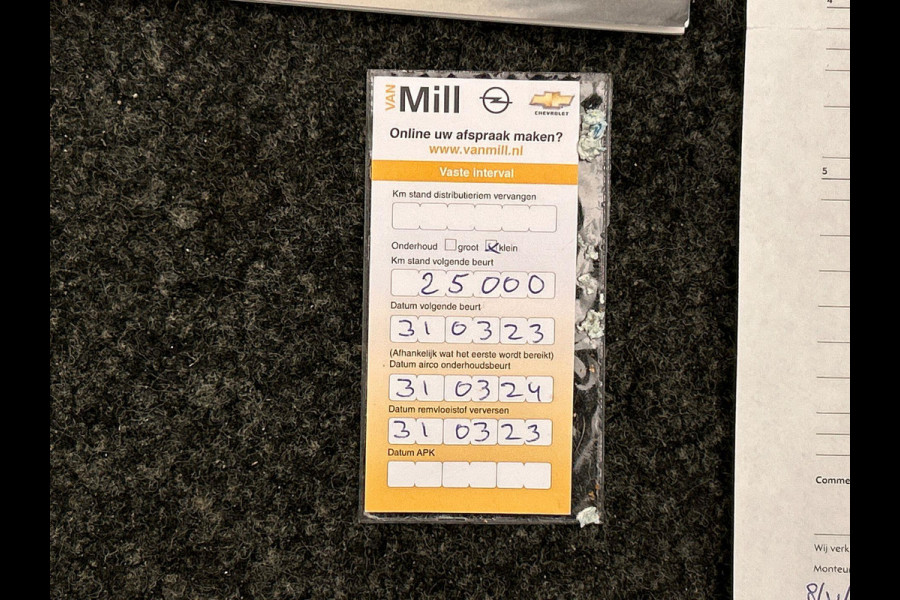 VAN Mill
CHEVROLET
Online uw afspraak maken?
www.vanmill.nl
Vaste interval
Km stand distributieriem vervangen
Onderhoud groot klein
Km stand volgende beurt
25000
Datum volgende beurt
310323
(Afhankelijk wat het eerste wordt bereikt)
Datum airco onderhoudsbeurt
310324
Datum remvloeistof verversen
310323
Datum APK
5
Comme
Wij verk
Monteu